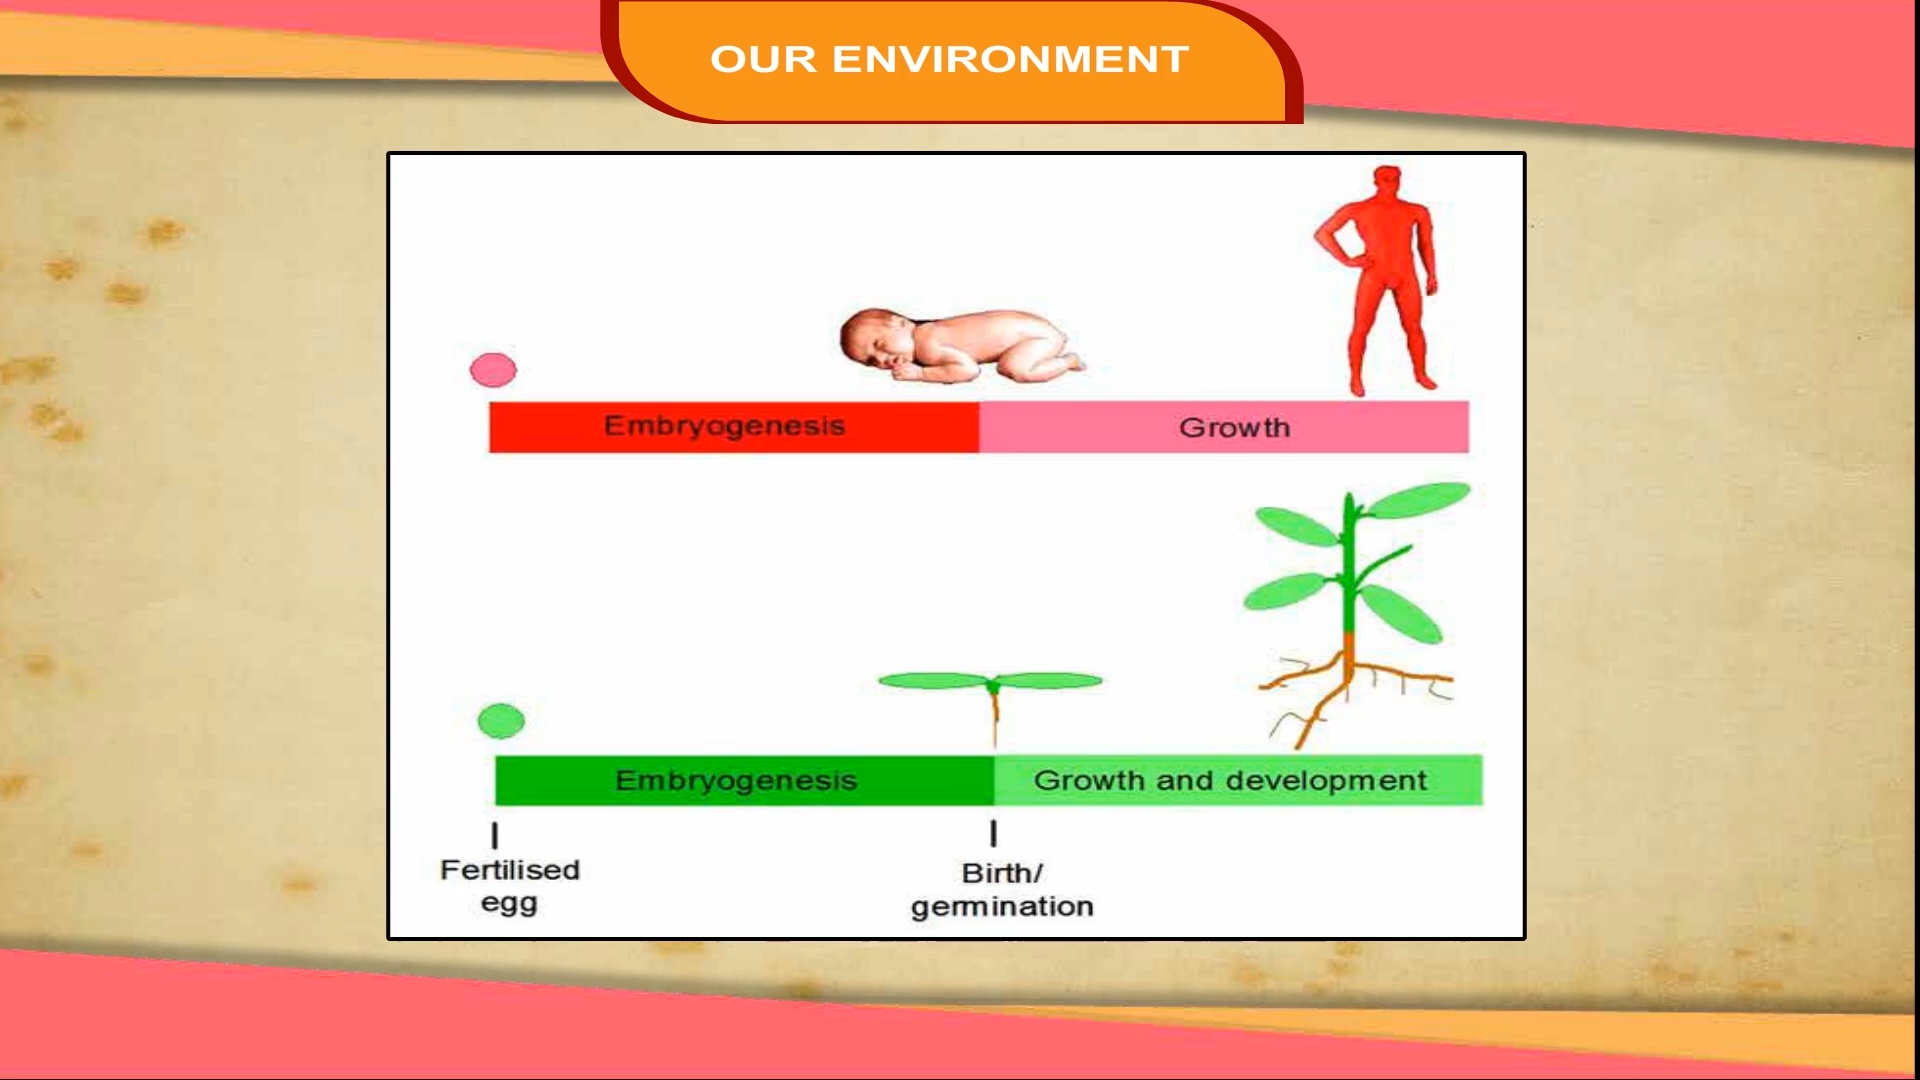 OUR ENVIRONMENT
Embryogenesis
Growth
Embryogenesis
Growth and development
Fertilised
egg
Birth/
germination